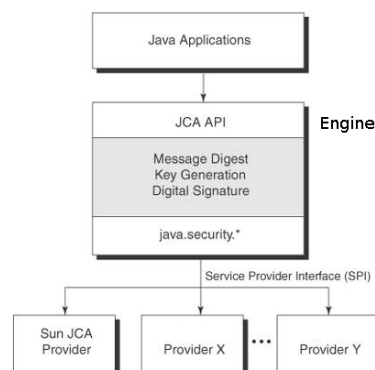 Java Applications
JCA API
Engine
Message Digest
Key Generation
Digital Signature
java.security.*
Service Provider Interface (SPI)
Sun JCA
Provider
Provider X
•••
Provider Y